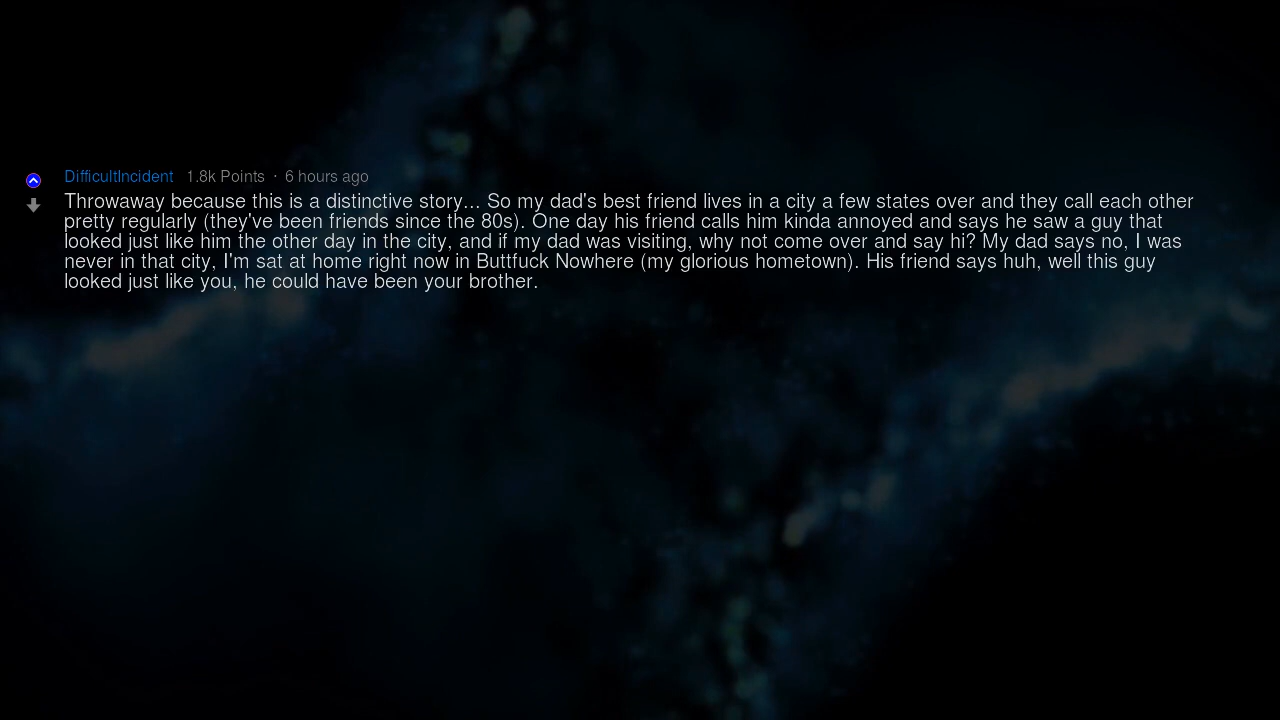 DifficultIncident 1.8k Points · 6 hours ago
Throwaway because this is a distinctive story... So my dad's best friend lives in a city a few states over and they call each other
pretty regularly (they've been friends since the 80s). One day his friend calls him kinda annoyed and says he saw a guy that
looked just like him the other day in the city, and if my dad was visiting, why not come over and say hi? My dad says no, I was
never in that city, I'm sat at home right now in Buttfuck Nowhere (my glorious hometown). His friend says huh, well this guy
looked just like you, he could have been your brother.